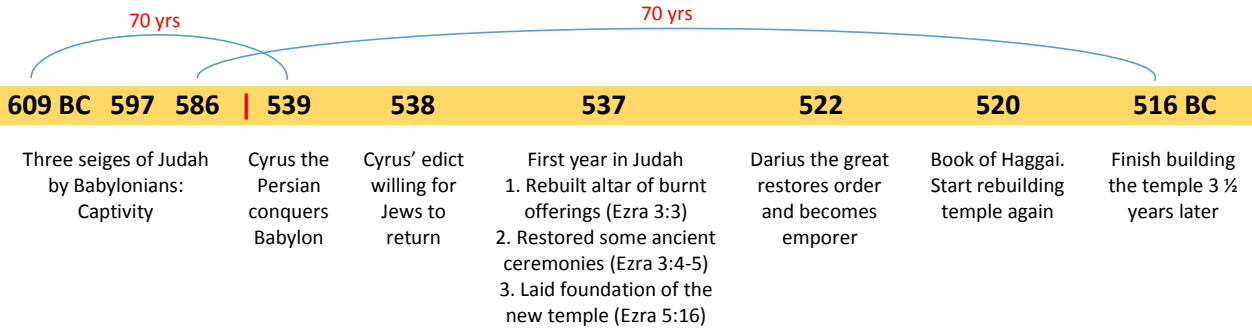 70 yrs
70 yrs
609 BC 597 586 | 539 538 537 522 520 516 BC
Three seiges of Judah
by Babylonians:
Captivity
Cyrus the
Persian
conquers
Babylon
Cyrus’ edict
willing for
Jews to
return
First year in Judah
1. Rebuilt altar of burnt
offerings (Ezra 3:3)
2. Restored some ancient
ceremonies (Ezra 3:4-5)
3. Laid foundation of the
new temple (Ezra 5:16)
Darius the great
restores order
and becomes
emporer
Book of Haggai.
Start rebuilding
temple again
Finish building
the temple 3 ½
years later